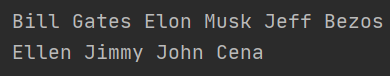 Bill Gates Elon Musk Jeff Bezos
Ellen Jimmy John Cena